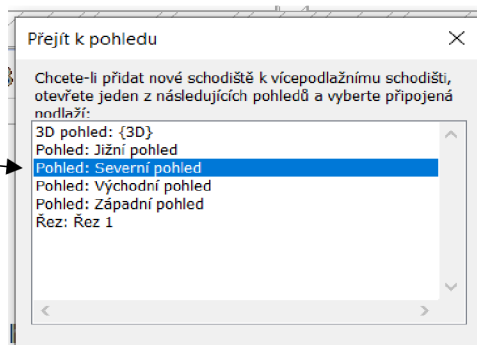 Přejít k pohledu
Chcete-li přidat nové schodiště k vícepodlažnímu schodišti,
otevřete jeden z následujících pohledů a vyberte připojená
podlaží:
3D pohled: {3D}
Pohled: Jižní pohled
Pohled: Severní pohled
Pohled: Východní pohled
Pohled: Západní pohled
Řez: Řez 1